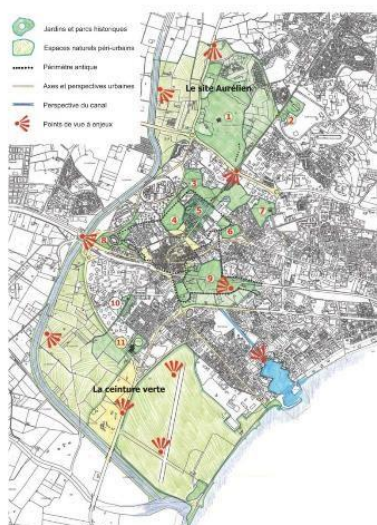 Jardins et parcs historiques
Espaces naturels péri-urbains
Périmètre antique
Axes et perspectives urbaines
Perspective du canal
Points de vue à enjeux
Le site Aurélien
1
2
3
4
5
6
7
8
9
10
11
La ceinture verte